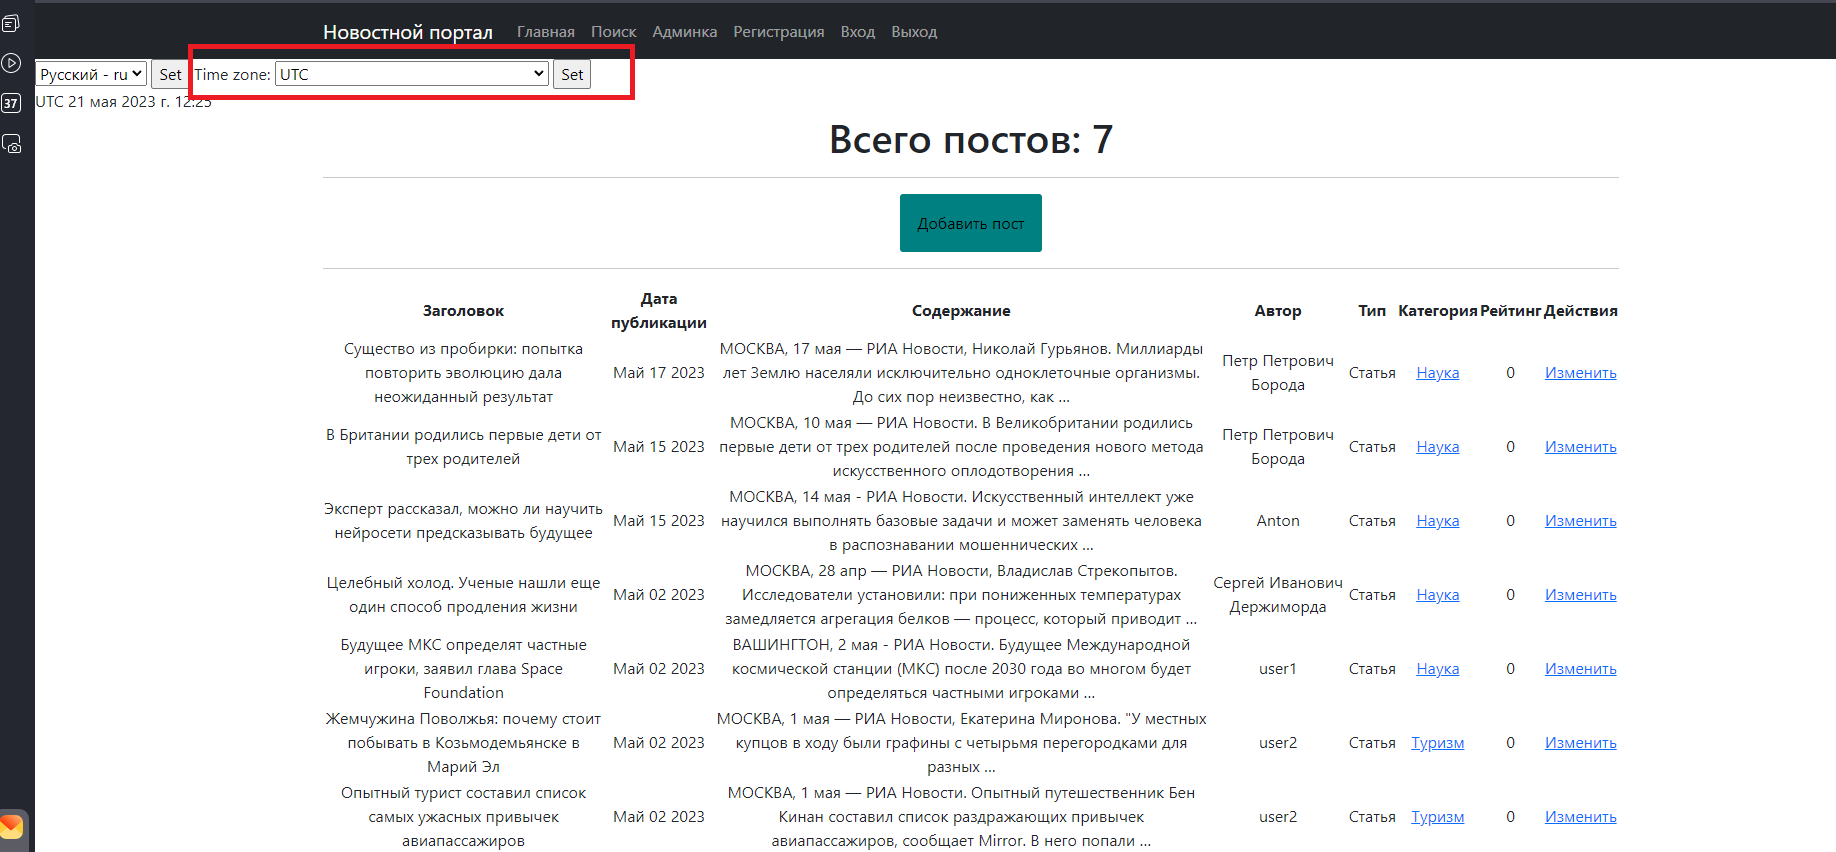 Новостной портал Главная Поиск Админка Регистрация Вход Выход
Русский - ru Set Time zone: UTC Set
37
UTC 21 мая 2023 г. 12:25
Всего постов: 7
Добавить пост
Заголовок
Дата
публикации
Содержание
Автор
Тип
Категория
Рейтинг
Действия
Существо из пробирки: попытка
повторить эволюцию дала
неожиданный результат
Май 17 2023
МОСКВА, 17 мая — РИА Новости, Николай Гурьянов. Миллиарды
лет Землю населяли исключительно одноклеточные организмы.
До сих пор неизвестно, как ...
Петр Петрович
Борода
Статья
Наука
0
Изменить
В Британии родились первые дети от
трех родителей
Май 15 2023
МОСКВА, 10 мая — РИА Новости. В Великобритании родились
первые дети от трех родителей после проведения нового метода
искусственного оплодотворения ...
Петр Петрович
Борода
Статья
Наука
0
Изменить
Эксперт рассказал, можно ли научить
нейросети предсказывать будущее
Май 15 2023
МОСКВА, 14 мая - РИА Новости. Искусственный интеллект уже
научился выполнять базовые задачи и может заменять человека
в распознавании мошеннических ...
Anton
Статья
Наука
0
Изменить
Целебный холод. Ученые нашли еще
один способ продления жизни
Май 02 2023
МОСКВА, 28 апр — РИА Новости, Владислав Стрекопытов.
Исследователи установили: при пониженных температурах
замедляется агрегация белков — процесс, который приводит ...
Сергей Иванович
Держиморда
Статья
Наука
0
Изменить
Будущее МКС определят частные
игроки, заявил глава Space
Foundation
Май 02 2023
ВАШИНГТОН, 2 мая - РИА Новости. Будущее Международной
космической станции (МКС) после 2030 года во многом будет
определяться частными игроками ...
user1
Статья
Наука
0
Изменить
Жемчужина Поволжья: почему стоит
побывать в Козьмодемьянске в
Марий Эл
Май 02 2023
МОСКВА, 1 мая — РИА Новости, Екатерина Миронова. "У местных
купцов в ходу были графины с четырьмя перегородками для
разных ...
user2
Статья
Туризм
0
Изменить
Опытный турист составил список
самых ужасных привычек
авиапассажиров
Май 02 2023
МОСКВА, 1 мая — РИА Новости. Опытный путешественник Бен
Кинан составил список раздражающих привычек
авиапассажиров, сообщает Mirror. В него попали ...
user2
Статья
Туризм
0
Изменить